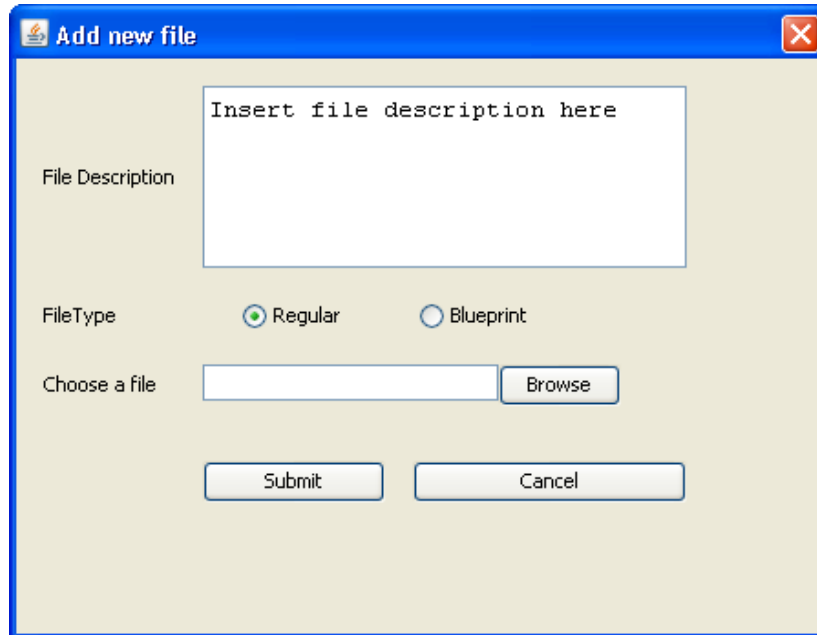 Add new file
Insert file description here
File Description
FileType Regular Blueprint
Choose a file Browse
Submit Cancel